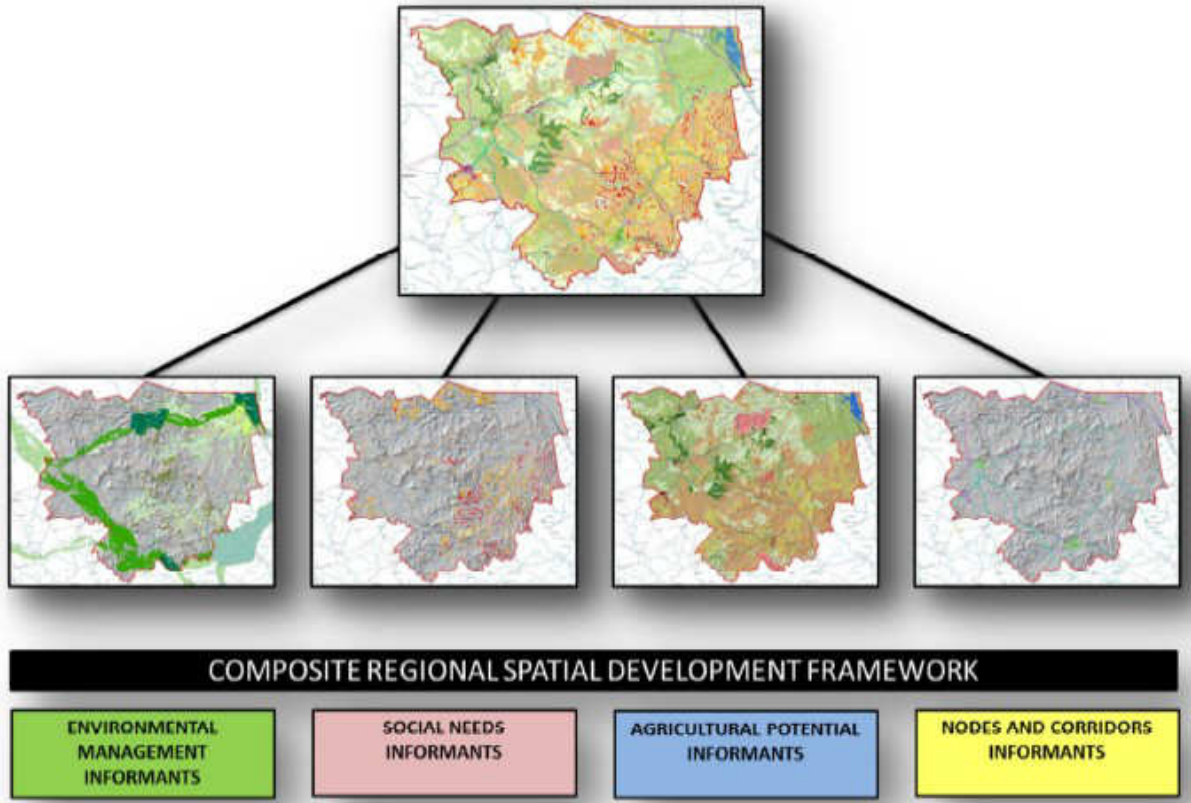 COMPOSITE REGIONAL SPATIAL DEVELOPMENT FRAMEWORK
ENVIRONMENTAL
MANAGEMENT
INFORMANTS
SOCIAL NEEDS
INFORMANTS
AGRICULTURAL POTENTIAL
INFORMANTS
NODES AND CORRIDORS
INFORMANTS